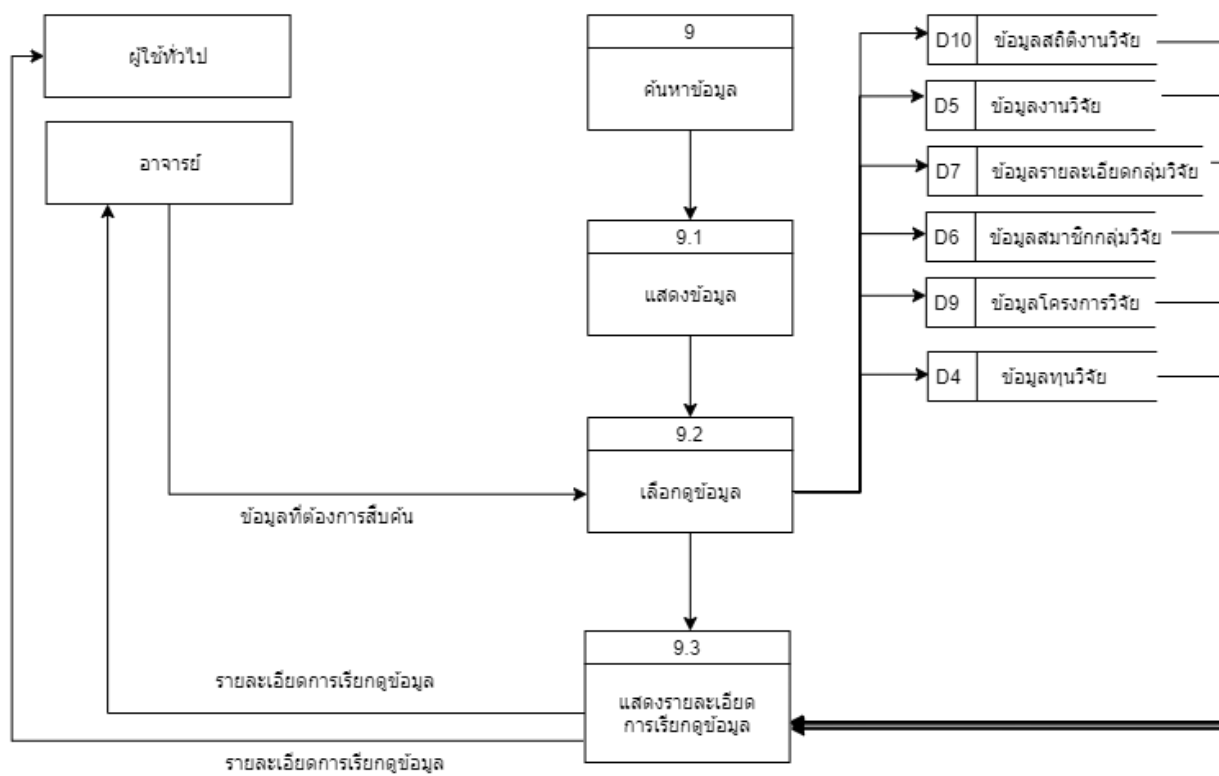 ผู้ใช้ทั่วไป
อาจารย์
9
ค้นหาข้อมูล
9.1
แสดงข้อมูล
9.2
เลือกดูข้อมูล
9.3
แสดงรายละเอียด
การเรียกดูข้อมูล
D10 ข้อมูลสถิติงานวิจัย
D5 ข้อมูลงานวิจัย
D7 ข้อมูลรายละเอียดกลุ่มวิจัย
D6 ข้อมูลสมาชิกกลุ่มวิจัย
D9 ข้อมูลโครงการวิจัย
D4 ข้อมูลทุนวิจัย
ข้อมูลที่ต้องการสืบค้น
รายละเอียดการเรียกดูข้อมูล
รายละเอียดการเรียกดูข้อมูล